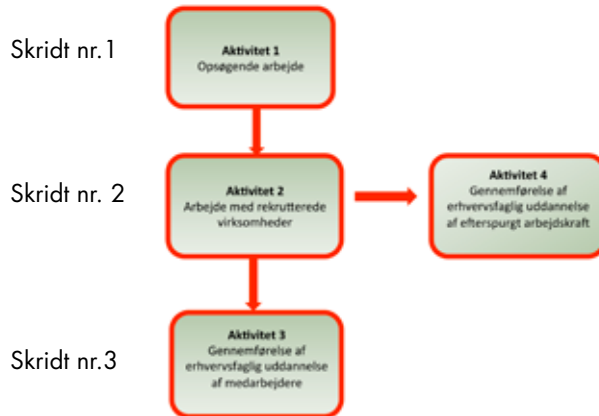 Skridt nr.1
Aktivitet 1
Opsøgende arbejde
Skridt nr. 2
Aktivitet 2
Arbejde med rekrutterede
virksomheder
Aktivitet 4
Gennemførelse af
erhvervsfaglig uddannelse
af efterspurgt arbejdskraft
Skridt nr.3
Aktivitet 3
Gennemførelse af
erhvervsfaglig uddannelse
af medarbejdere